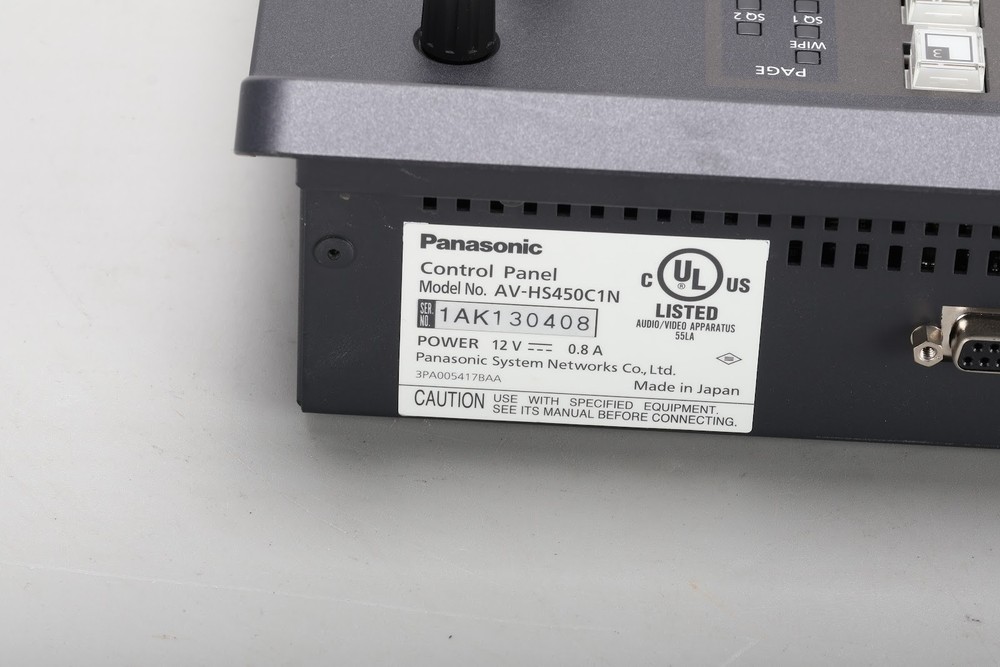 SQ 2
SQ 1
WIPE
PAGE
3
Panasonic
Control Panel
Model No. AV-HS450C1N
SER. NO. 1AK130408
POWER 12 V ⎓ 0.8 A
Panasonic System Networks Co., Ltd.
3PA005417BAA
Made in Japan
C UL US
LISTED
AUDIO/VIDEO APPARATUS
55LA
CAUTION USE WITH SPECIFIED EQUIPMENT.
SEE ITS MANUAL BEFORE CONNECTING.